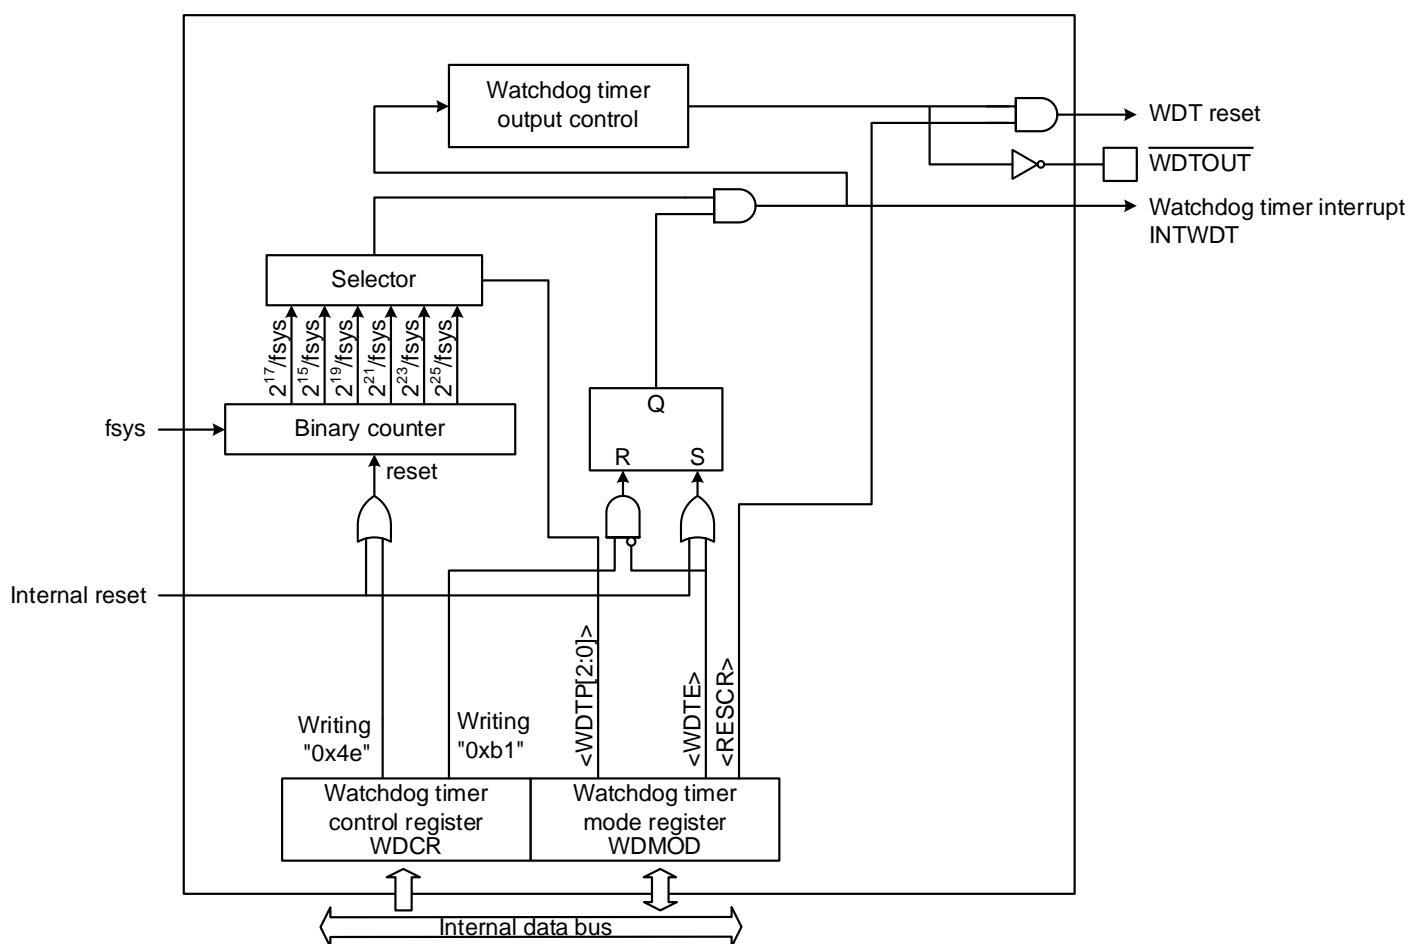 Watchdog timer
output control
WDT reset
WDTOUT
Watchdog timer interrupt
INTWDT
Selector
2^17/fsys
2^15/fsys
2^19/fsys
2^21/fsys
2^23/fsys
2^25/fsys
fsys
Binary counter
reset
Q
R S
Internal reset
Writing
"0x4e"
Writing
"0xb1"
<WDTP[2:0]>
<WDTE>
<RESCR>
Watchdog timer
control register
WDCR
Watchdog timer
mode register
WDMOD
Internal data bus